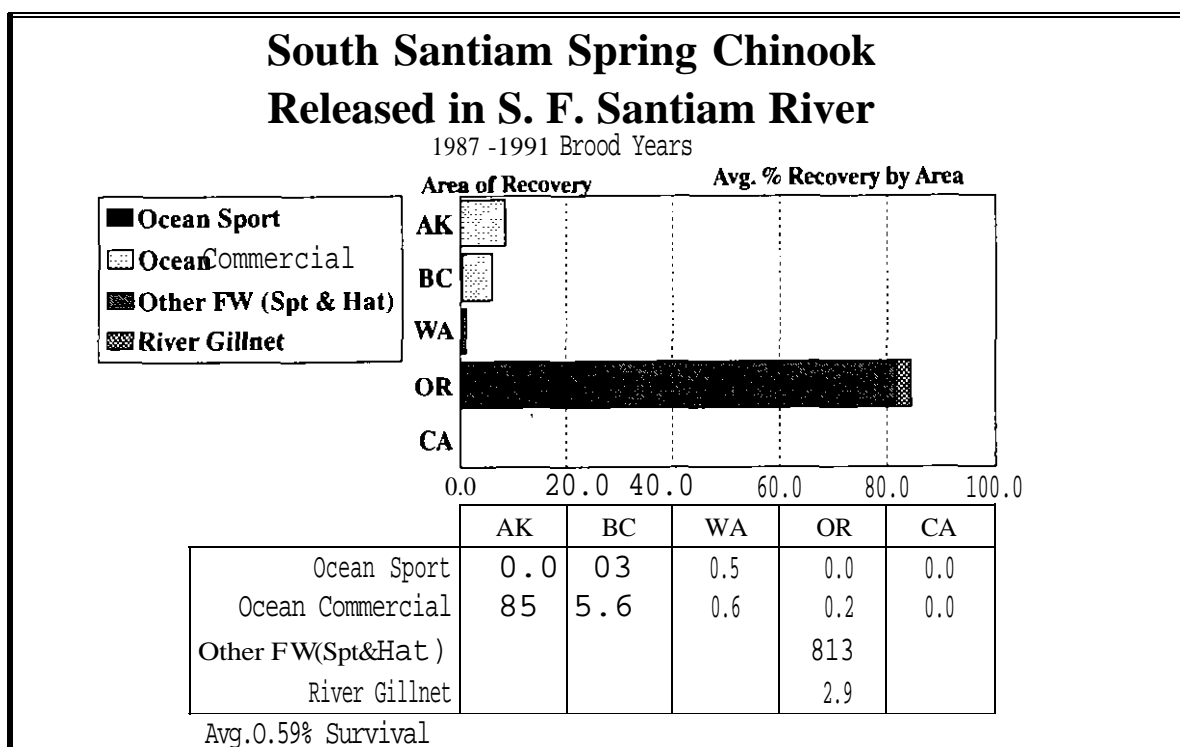 South Santiam Spring Chinook
Released in S. F. Santiam River
1987 -1991 Brood Years
Area of Recovery Avg. % Recovery by Area
Ocean Sport
Ocean Commercial
Other FW (Spt & Hat)
River Gillnet
AK
BC
WA
OR
CA
0.0 20.0 40.0 60.0 80.0 100.0
AK BC WA OR CA
Ocean Sport 0.0 03 0.5 0.0 0.0
Ocean Commercial 85 5.6 0.6 0.2 0.0
Other FW(Spt&Hat) 813
River Gillnet 2.9
Avg.0.59% Survival